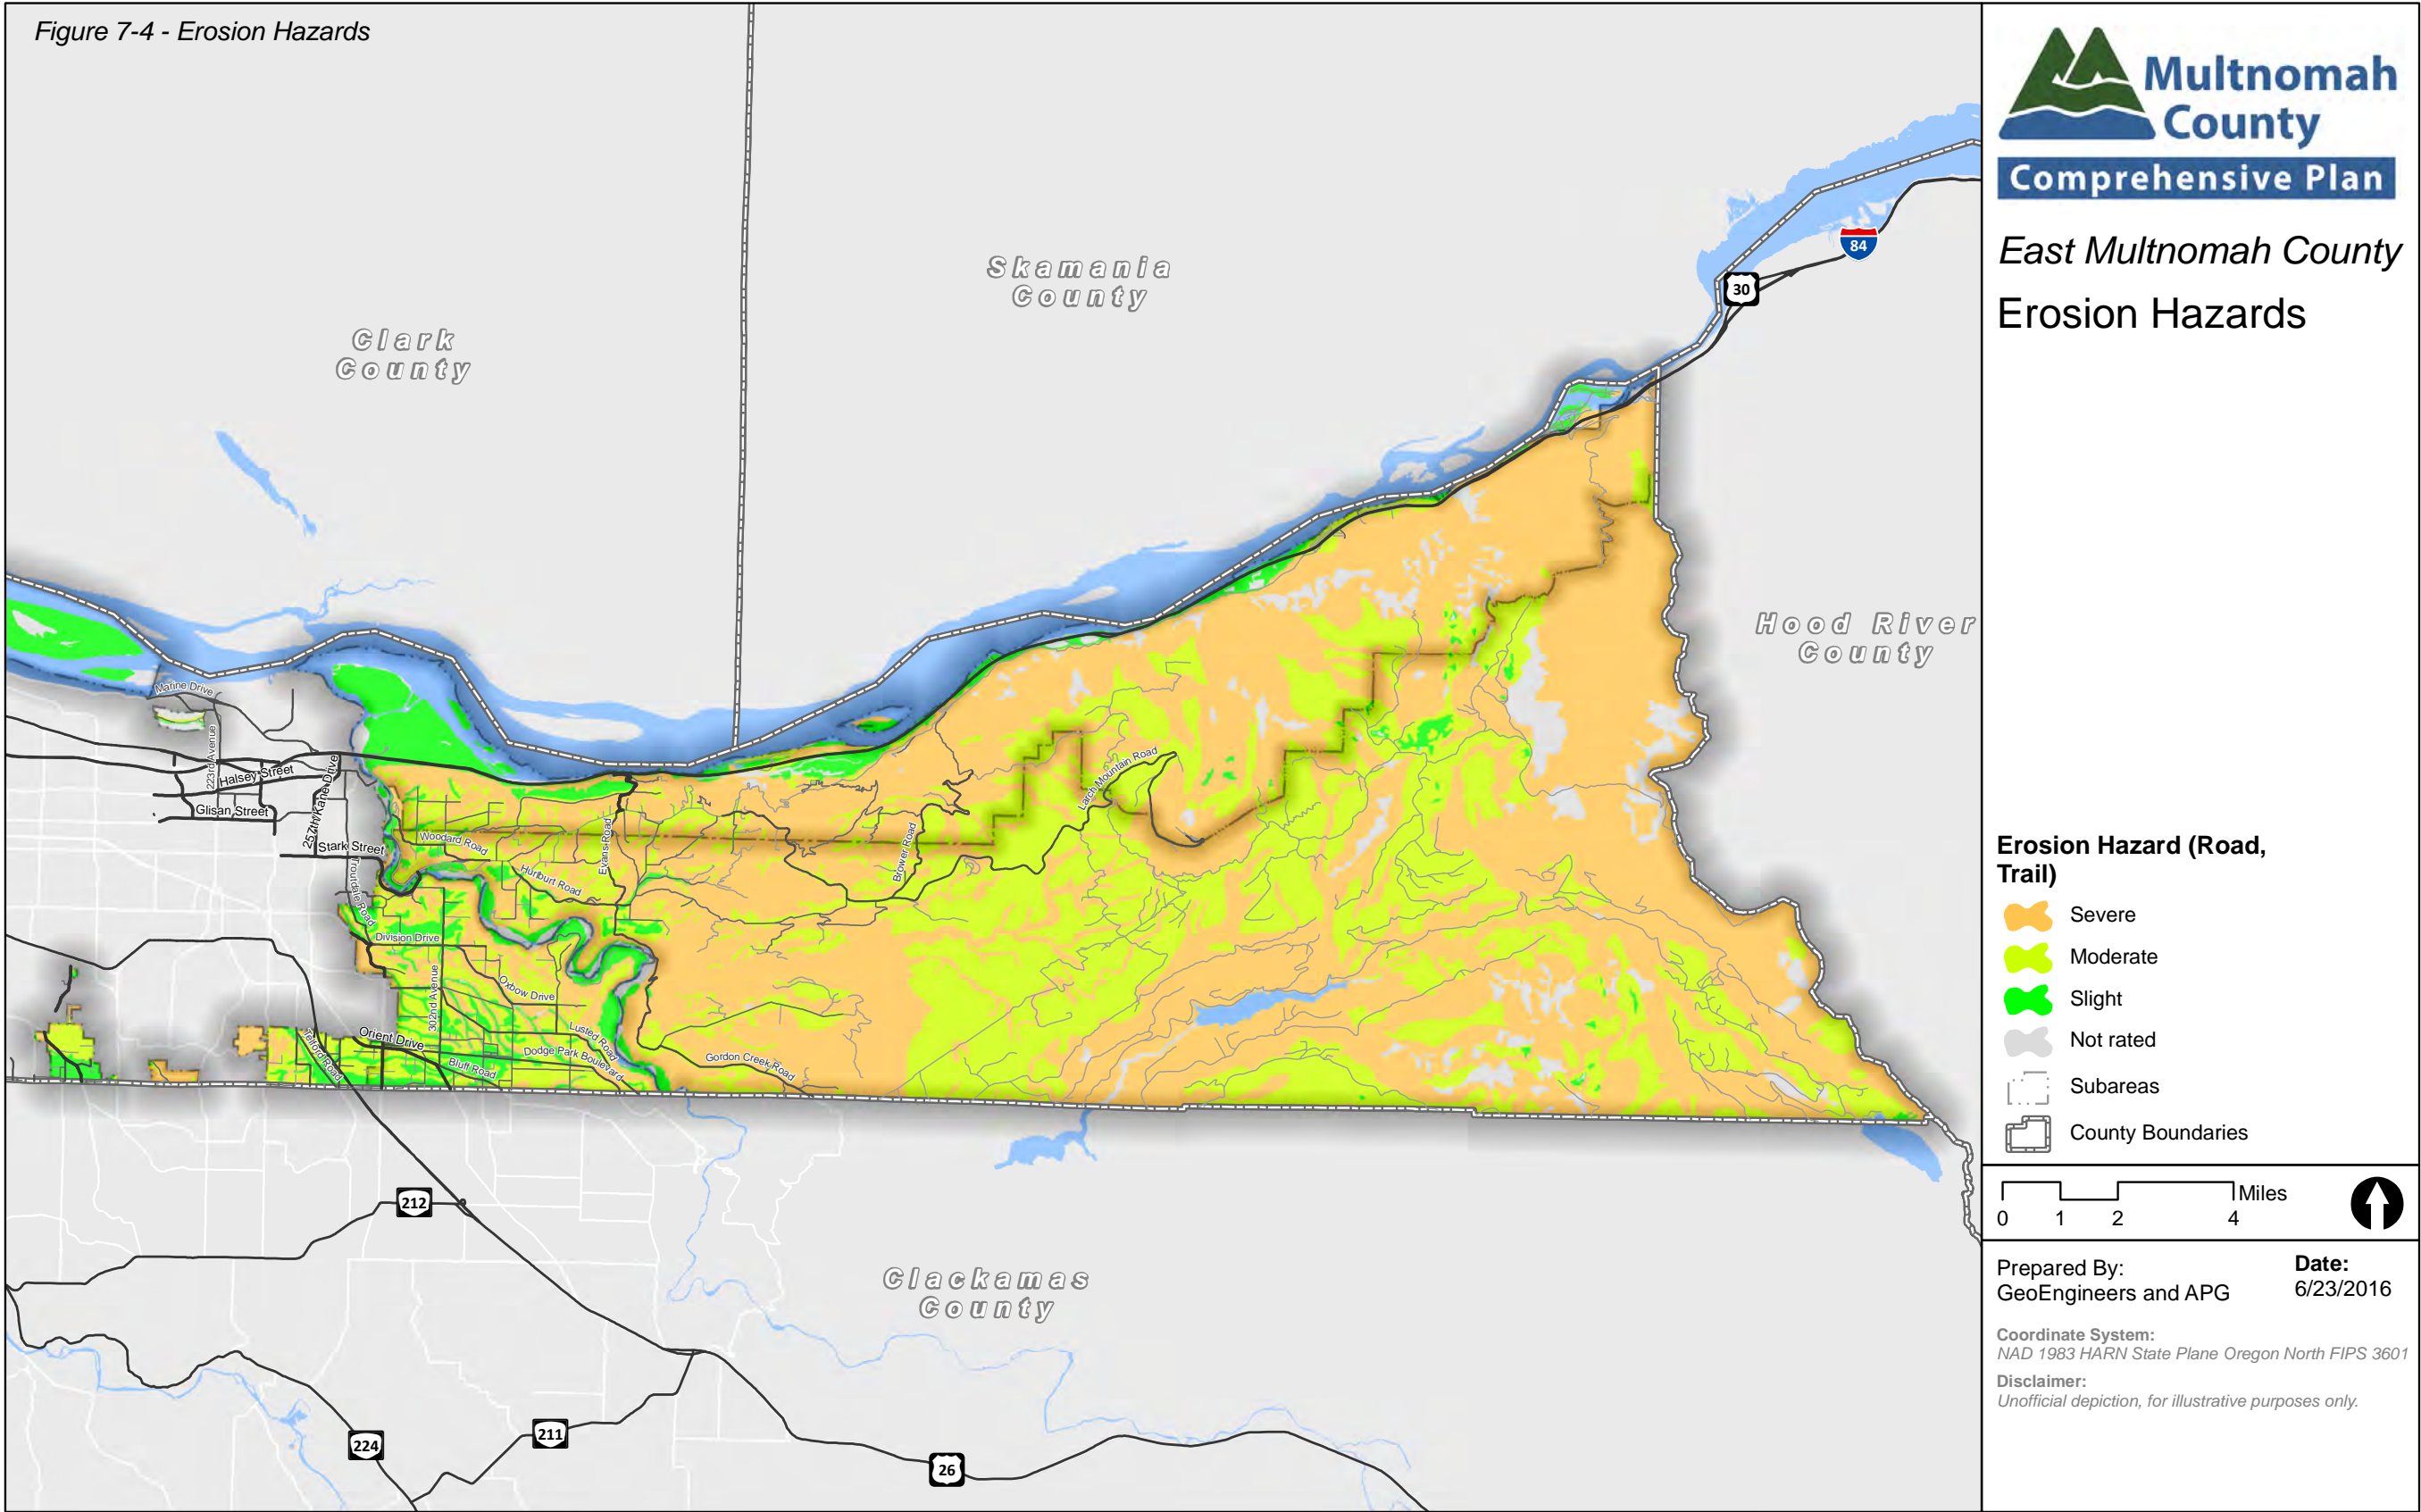 Figure 7-4 - Erosion Hazards
Clark
County
Skamania
County
Hood River
County
Clackamas
County
84
30
Marine Drive
223rd Avenue
Halsey Street
Glisan Street
257th/Kane Drive
Stark Street
Troutdale Road
Woodard Road
Hurlburt Road
Evans Road
Brower Road
Larch Mountain Road
Division Drive
302nd Avenue
Oxbow Drive
Lusted Road
Orient Drive
Telford Road
Bluff Road
Dodge Park Boulevard
Gordon Creek Road
212
224
211
26
Multnomah
County
Comprehensive Plan
East Multnomah County
Erosion Hazards
Erosion Hazard (Road,
Trail)
Severe
Moderate
Slight
Not rated
Subareas
County Boundaries
Miles
0 1 2 4
Prepared By:
GeoEngineers and APG
Date:
6/23/2016
Coordinate System:
NAD 1983 HARN State Plane Oregon North FIPS 3601
Disclaimer:
Unofficial depiction, for illustrative purposes only.